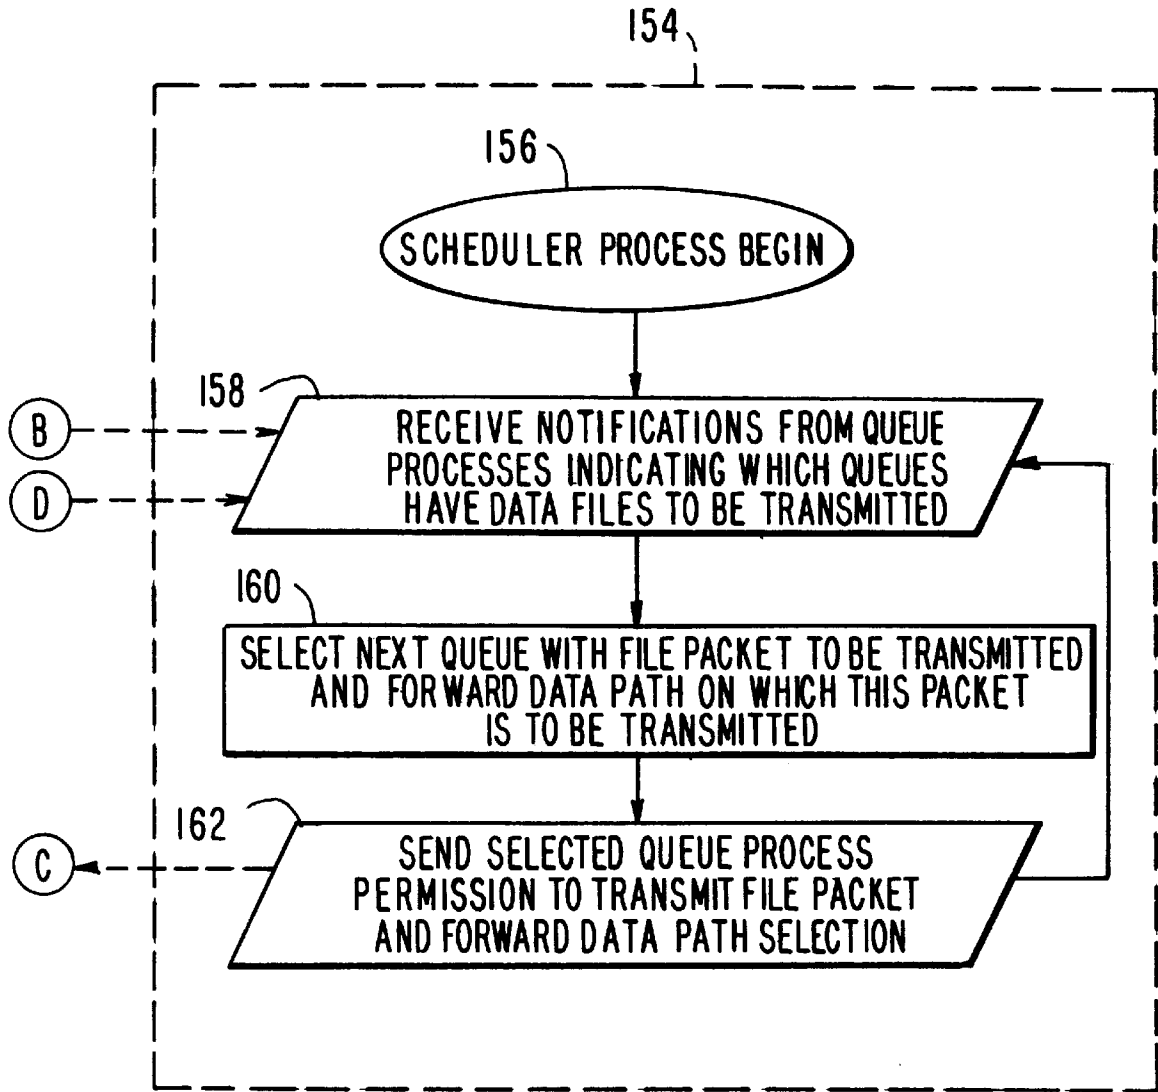 154
156
SCHEDULER PROCESS BEGIN
158
B
RECEIVE NOTIFICATIONS FROM QUEUE
PROCESSES INDICATING WHICH QUEUES
D
HAVE DATA FILES TO BE TRANSMITTED
160
SELECT NEXT QUEUE WITH FILE PACKET TO BE TRANSMITTED
AND FORWARD DATA PATH ON WHICH THIS PACKET
IS TO BE TRANSMITTED
162
C
SEND SELECTED QUEUE PROCESS
PERMISSION TO TRANSMIT FILE PACKET
AND FORWARD DATA PATH SELECTION